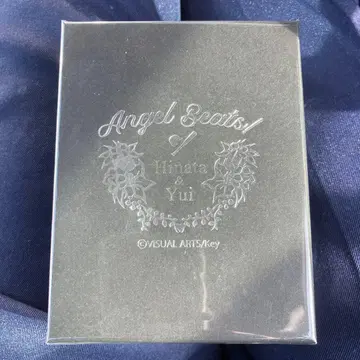 Angel Beats!
Hinata
&
Yui
©VISUAL ARTS/Key